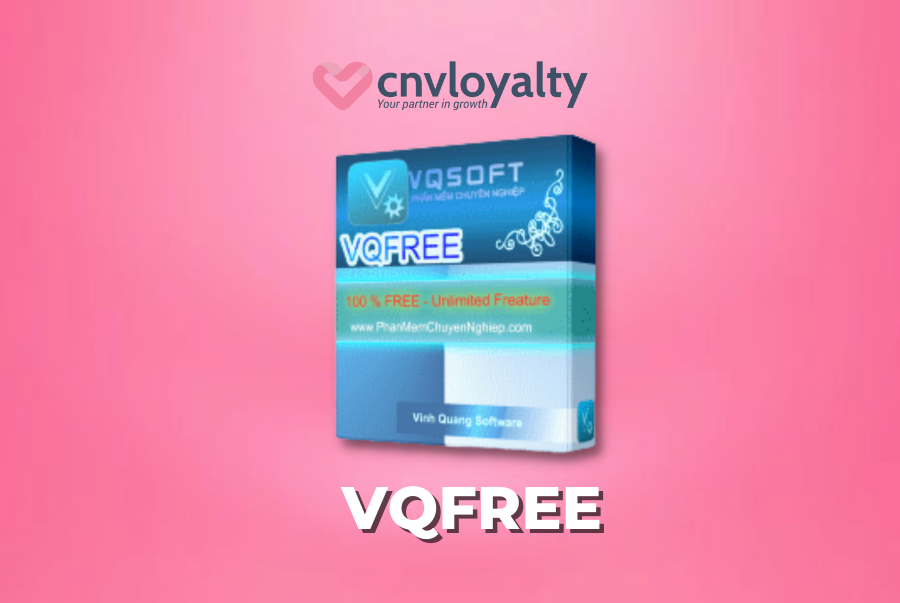 cnvloyalty
Your partner in growth
VQSOFT
PHẦN MỀM CHUYÊN NGHIỆP
VQFREE
100 % FREE - Unlimited Freature
www.PhanMemChuyenNghiep.com
Vinh Quang Software
VQFREE